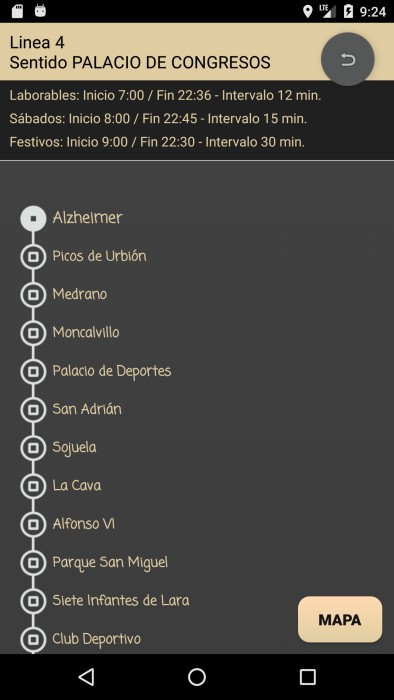 LTE 9:24
Linea 4
Sentido PALACIO DE CONGRESOS
Laborables: Inicio 7:00 / Fin 22:36 - Intervalo 12 min.
Sábados: Inicio 8:00 / Fin 22:45 - Intervalo 15 min.
Festivos: Inicio 9:00 / Fin 22:30 - Intervalo 30 min.
Alzheimer
Picos de Urbión
Medrano
Moncalvillo
Palacio de Deportes
San Adrián
Sojuela
La Cava
Alfonso VI
Parque San Miguel
Siete Infantes de Lara
Club Deportivo
MAPA